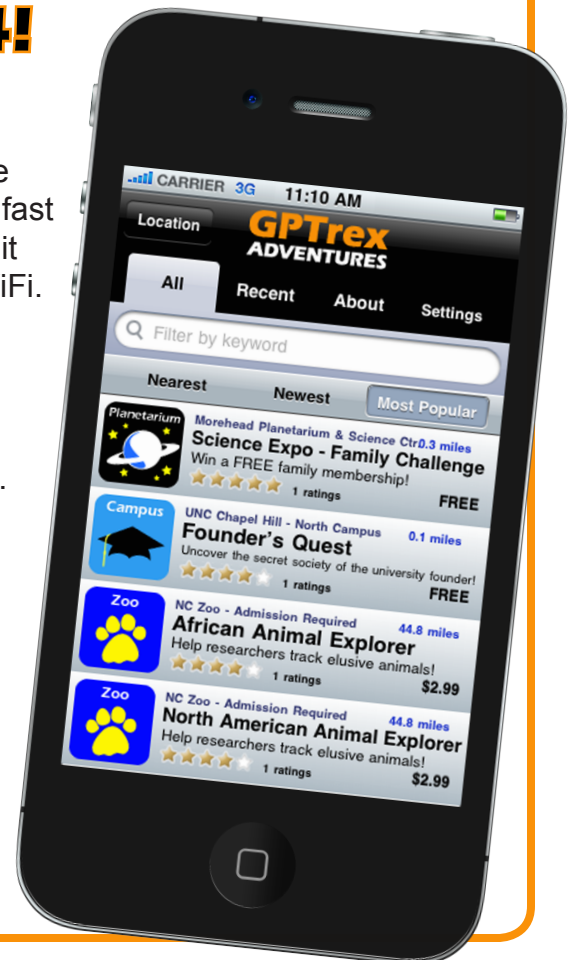 4!
e
fast
it
iFi.
.
CARRIER 3G 11:10 AM
Location
GPTrex
ADVENTURES
All Recent About Settings
Filter by keyword
Nearest Newest Most Popular
Planetarium
Morehead Planetarium & Science Ctr0.3 miles
Science Expo - Family Challenge
Win a FREE family membership!
1 ratings FREE
Campus
UNC Chapel Hill - North Campus 0.1 miles
Founder's Quest
Uncover the secret society of the university founder!
1 ratings FREE
Zoo
NC Zoo - Admission Required 44.8 miles
African Animal Explorer
Help researchers track elusive animals!
1 ratings $2.99
Zoo
NC Zoo - Admission Required 44.8 miles
North American Animal Explorer
Help researchers track elusive animals!
1 ratings $2.99